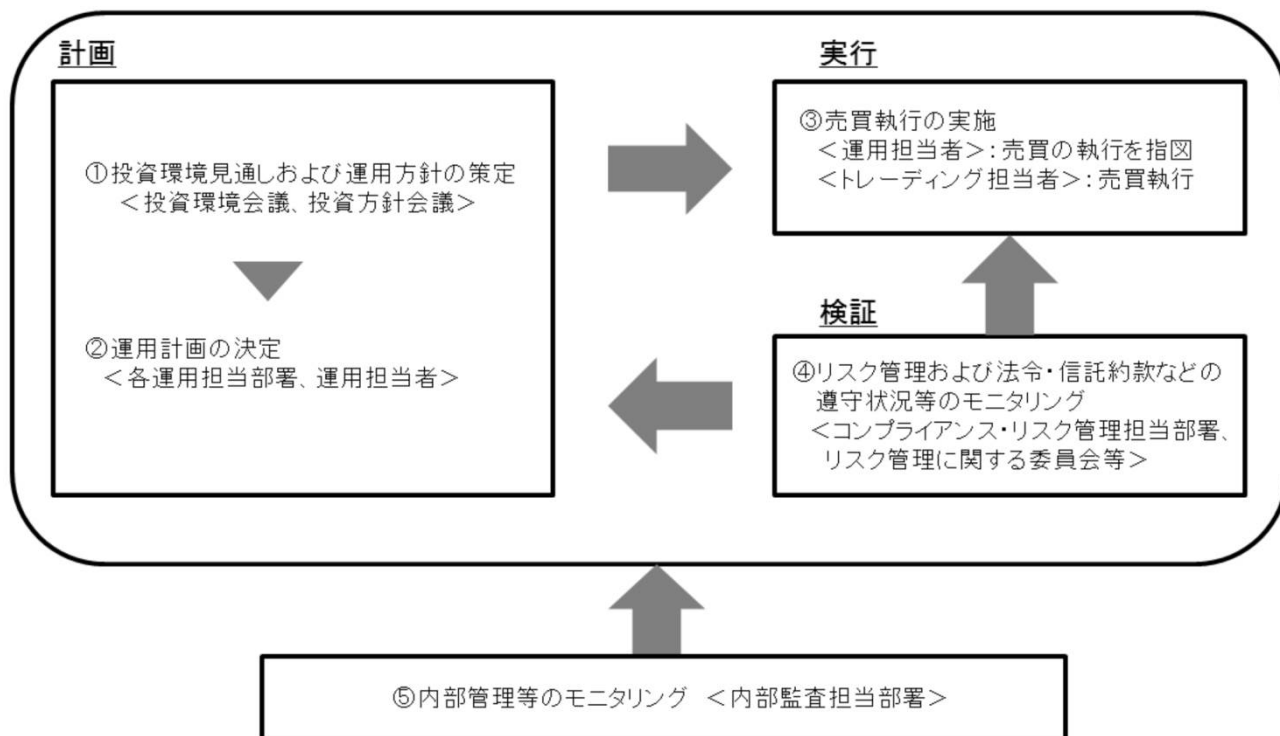 計画
①投資環境見通しおよび運用方針の策定
＜投資環境会議、投資方針会議＞
②運用計画の決定
＜各運用担当部署、運用担当者＞
実行
③売買執行の実施
＜運用担当者＞：売買の執行を指図
＜トレーディング担当者＞：売買執行
検証
④リスク管理および法令・信託約款などの
遵守状況等のモニタリング
＜コンプライアンス・リスク管理担当部署、
リスク管理に関する委員会等＞
⑤内部管理等のモニタリング ＜内部監査担当部署＞